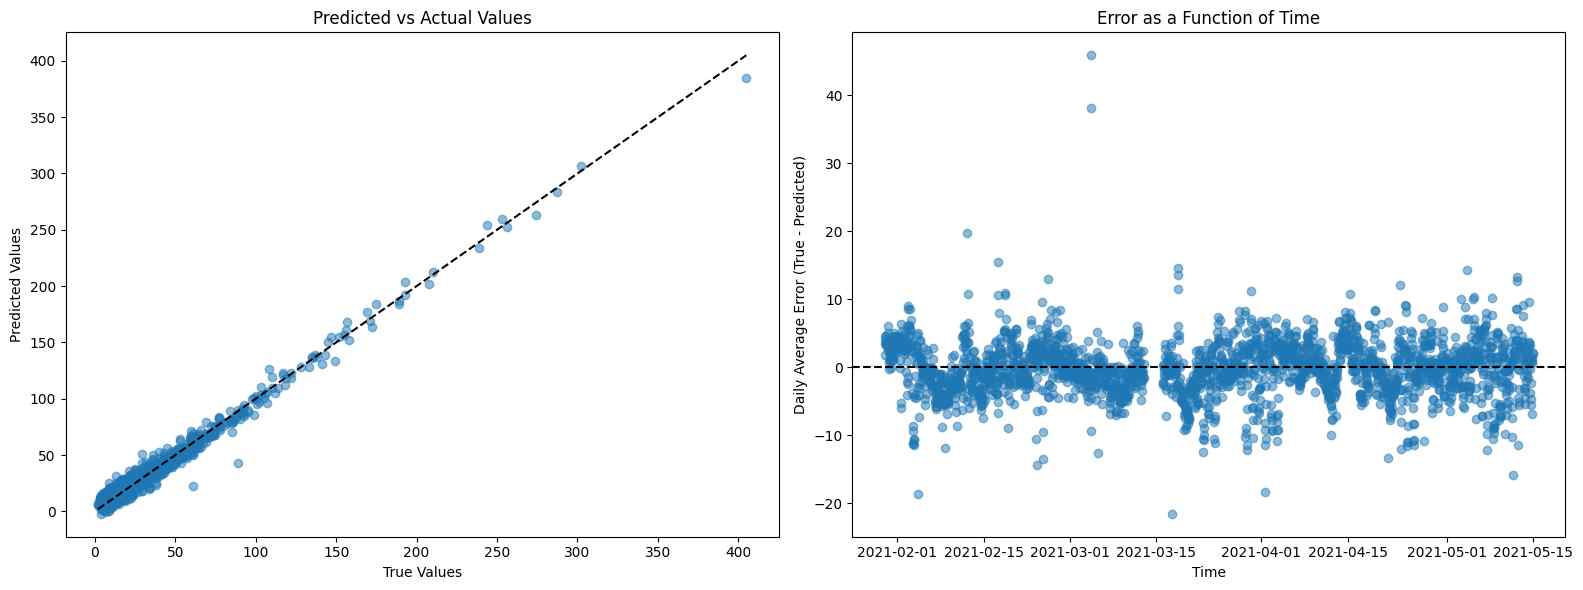 Predicted vs Actual Values
Predicted Values
400
350
300
250
200
150
100
50
0
0 50 100 150 200 250 300 350 400
True Values
Error as a Function of Time
Daily Average Error (True - Predicted)
40
30
20
10
0
−10
−20
2021-02-01 2021-02-15 2021-03-01 2021-03-15 2021-04-01 2021-04-15 2021-05-01 2021-05-15
Time